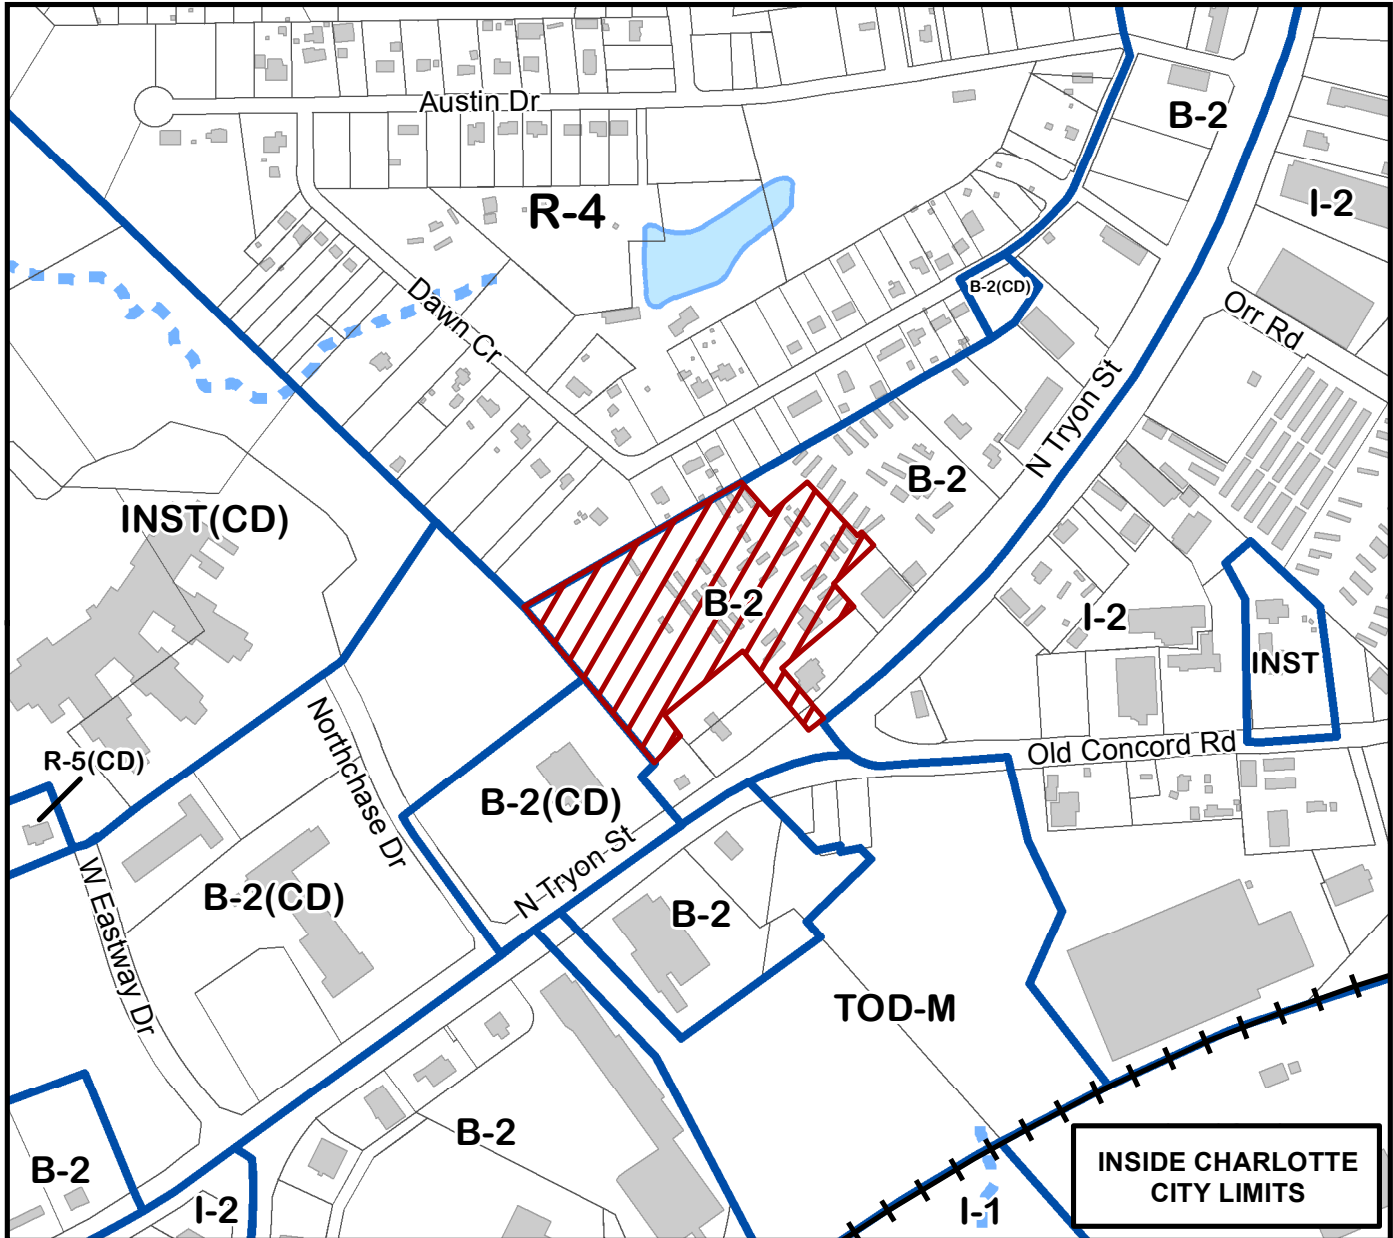 Austin Dr
B-2
R-4
I-2
B-2(CD)
Dawn Cr
Orr Rd
N Tryon St
B-2
INST(CD)
B-2
I-2
INST
Northchase Dr
Old Concord Rd
R-5(CD)
B-2(CD)
N Tryon St
W Eastway Dr
B-2(CD)
B-2
TOD-M
B-2
B-2
I-2
I-1
INSIDE CHARLOTTE
CITY LIMITS